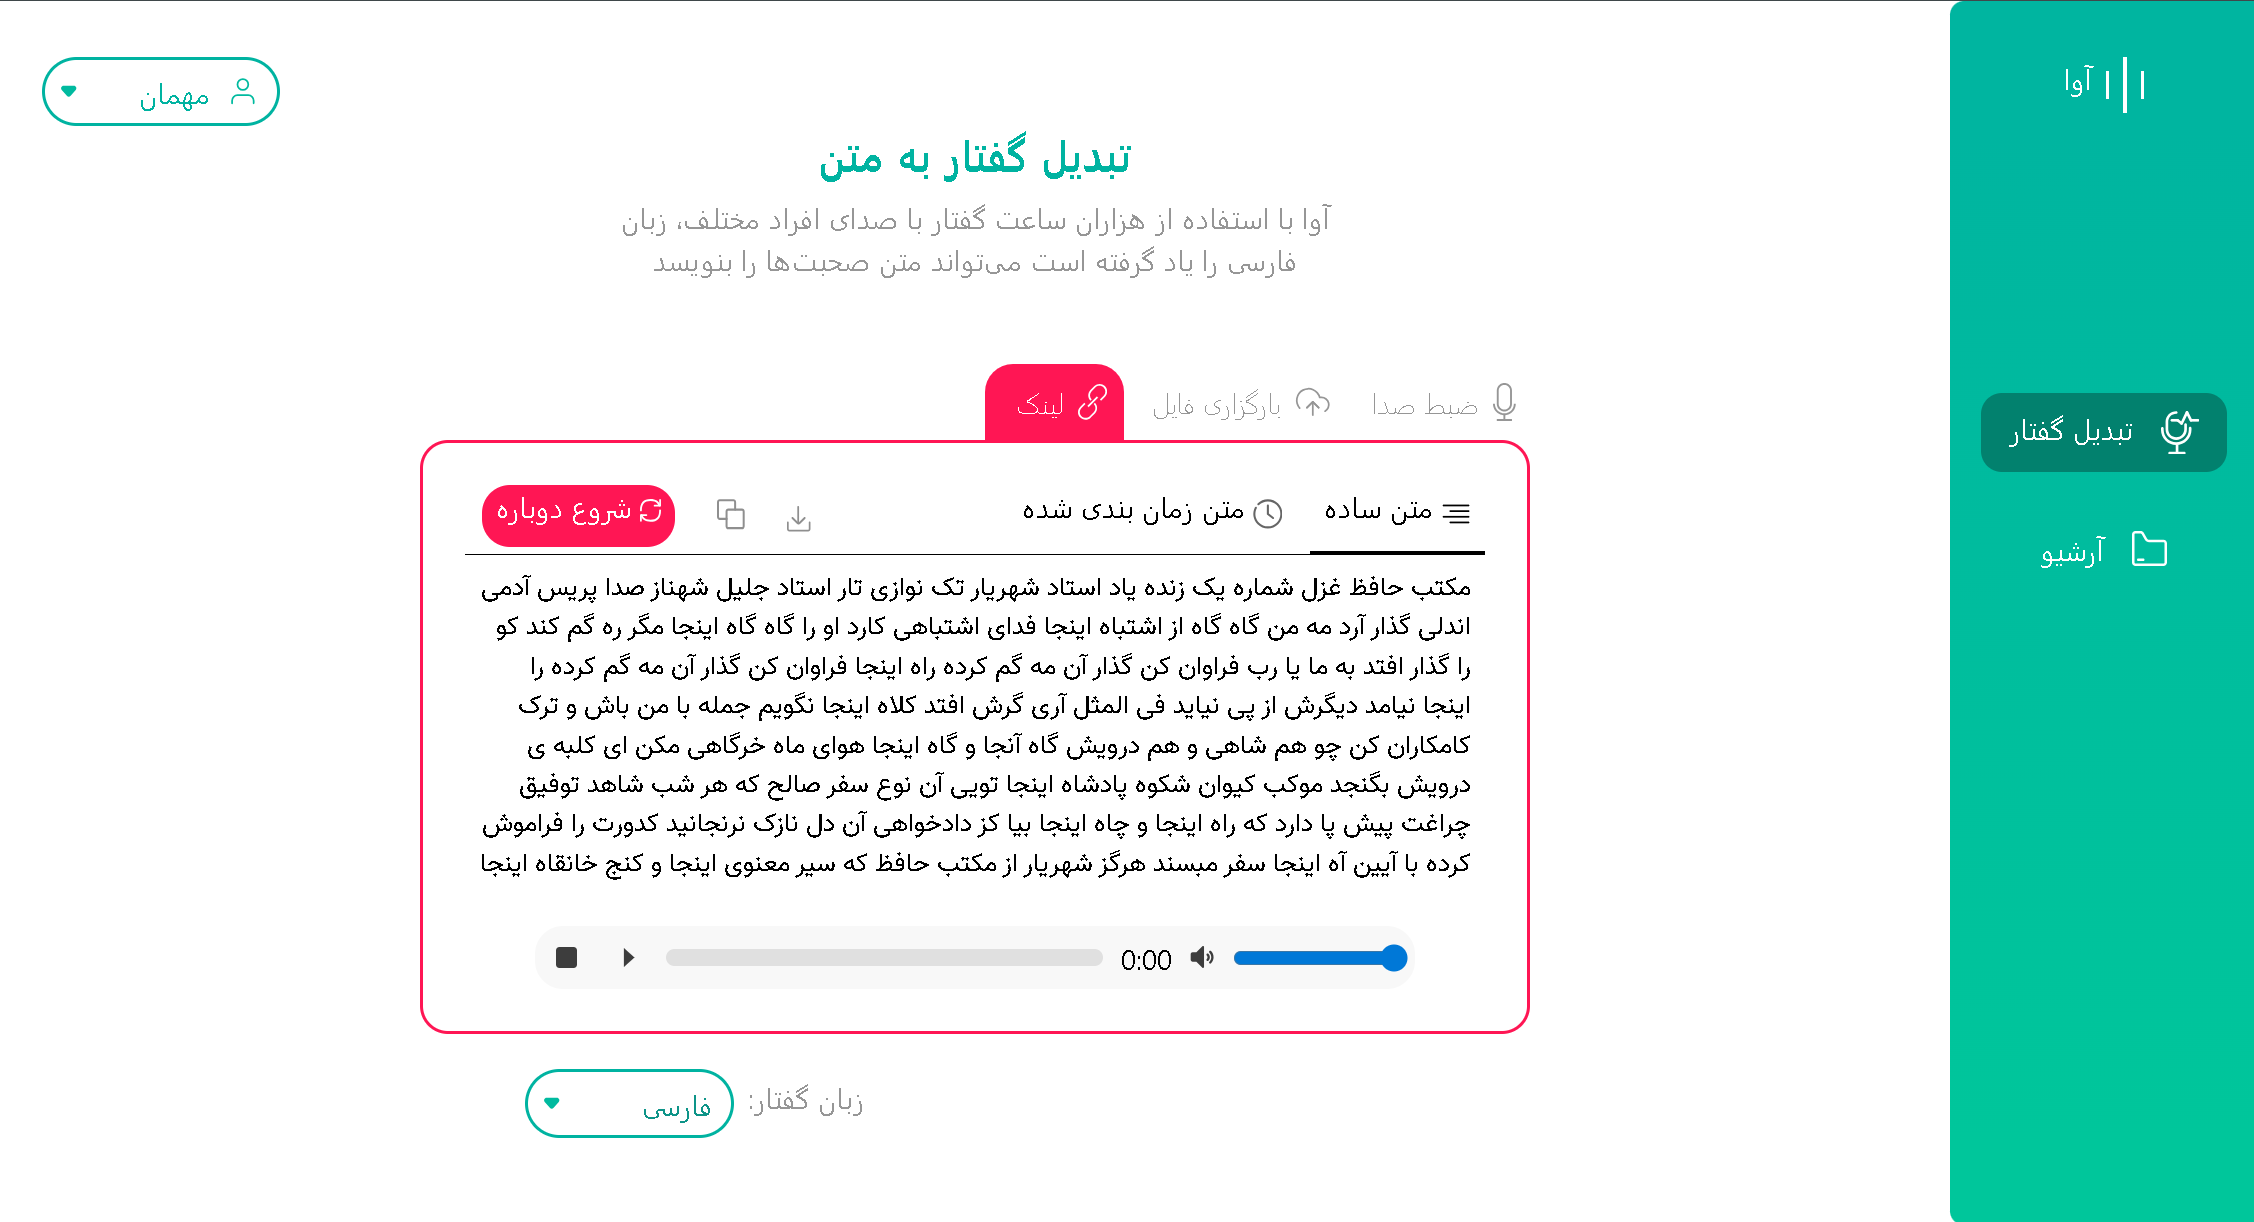 آوا
مهمان
تبدیل گفتار به متن
آوا با استفاده از هزاران ساعت گفتار با صدای افراد مختلف، زبان
فارسی را یاد گرفته است می‌تواند متن صحبت‌ها را بنویسد
تبدیل گفتار
آرشیو
ضبط صدا
بارگزاری فایل
لینک
متن ساده
متن زمان بندی شده
شروع دوباره
مکتب حافظ غزل شماره یک زنده یاد استاد شهریار تک نوازی تار استاد جلیل شهناز صدا پریس آدمی
اندلی گذار آرد مه من گاه گاه از اشتباه اینجا فدای اشتباهی کارد او را گاه گاه اینجا مگر ره گم کند کو
را گذار افتد به ما یا رب فراوان کن گذار آن مه گم کرده راه اینجا فراوان کن گذار آن مه گم کرده را
اینجا نیامد دیگرش از پی نیاید فی المثل آری گرش افتد کلاه اینجا نگویم جمله با من باش و ترک
کامکاران کن چو هم شاهی و هم درویش گاه آنجا و گاه اینجا هوای ماه خرگاهی مکن ای کلبه ی
درویش بگنجد موکب کیوان شکوه پادشاه اینجا تویی آن نوع سفر صالح که هر شب شاهد توفیق
چراغت پیش پا دارد که راه اینجا و چاه اینجا بیا کز دادخواهی آن دل نازک نرنجانید کدورت را فراموش
کرده با آیین آه اینجا سفر مبسند هرگز شهریار از مکتب حافظ که سیر معنوی اینجا و کنج خانقاه اینجا
0:00
زبان گفتار:
فارسی